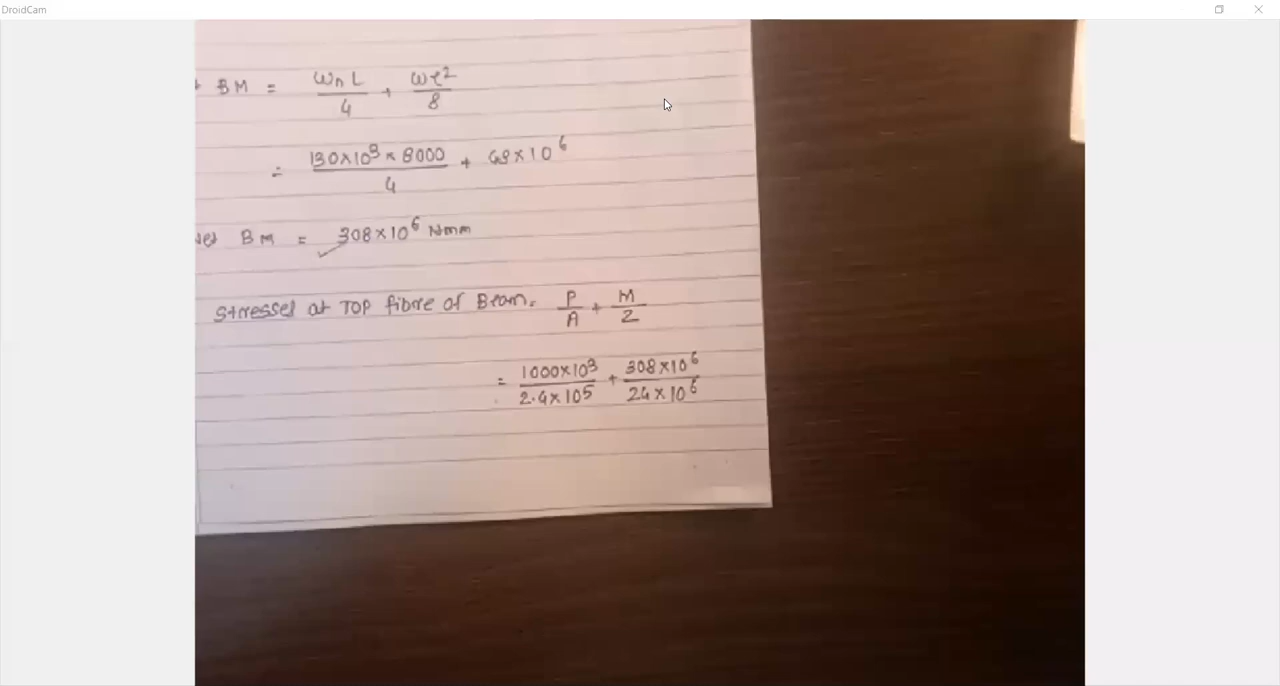 DroidCam
BM = WnL/4 + wl²/8
= 130×10³ × 8000/4 + 48×10⁶
BM = 308×10⁶ Nmm
Stresses at TOP fibre of Beam. P/A + M/Z
= 1000×10³/2.4×10⁵ + 308×10⁶/24×10⁶